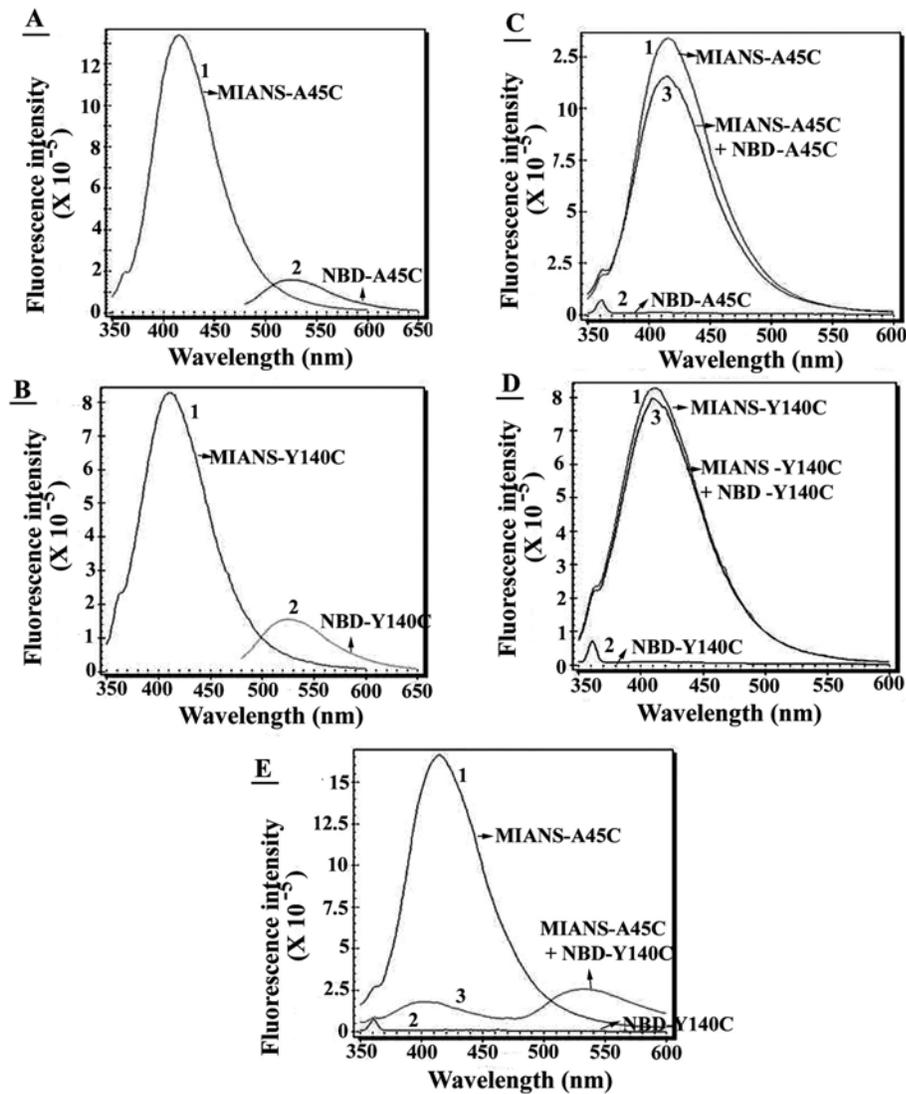 A
Fluorescence intensity
(X 10 -5)
12
10
8
6
4
2
0
1
MIANS-A45C
2
NBD-A45C
350 400 450 500 550 600 650
Wavelength (nm)
C
Fluorescence intensity
(X 10 -5)
2.5
10
7.5
5
2.5
0
1
MIANS-A45C
3
MIANS-A45C
+ NBD-A45C
2
NBD-A45C
350 400 450 500 550 600
Wavelength (nm)
B
Fluorescence intensity
(X 10 -5)
8
7
6
5
4
3
2
1
0
1
MIANS-Y140C
2
NBD-Y140C
350 400 450 500 550 600 650
Wavelength (nm)
D
Fluorescence intensity
(X 10 -5)
8
7
6
5
4
3
2
1
0
1
MIANS-Y140C
3
MIANS -Y140C
+ NBD -Y140C
2
NBD-Y140C
350 400 450 500 550 600
Wavelength (nm)
E
Fluorescence intensity
(X 10 -5)
15
12.5
10
7.5
5
2.5
0
1
MIANS-A45C
MIANS-A45C
+ NBD-Y140C
3
2
NBD-Y140C
350 400 450 500 550 600
Wavelength (nm)